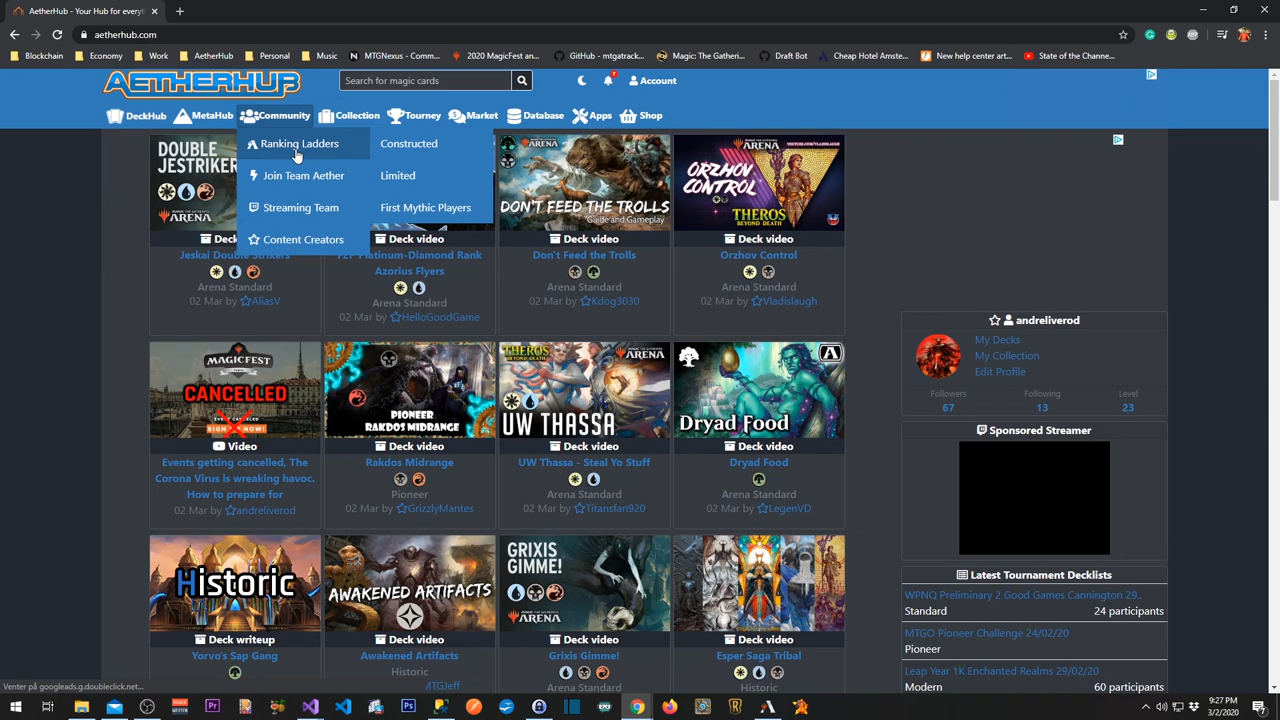 AetherHub - Your Hub for everyt
aetherhub.com
Blockchain
Economy
Work
AetherHub
Personal
Music
MTGNexus - Comm...
2020 MagicFest an...
GitHub - mtgatrack...
Magic: The Gatheri...
Draft Bot
Cheap Hotel Amste...
New help center art...
State of the Channe...
AETHERHUB
Search for magic cards
Account
DeckHub
MetaHub
Community
Collection
Tourney
Market
Database
Apps
Shop
Ranking Ladders
Join Team Aether
Streaming Team
Content Creators
Constructed
Limited
First Mythic Players
DOUBLE
JESTRIKER
MAGIC ARENA
Jeskai Double Strikers
Arena Standard
02 Mar by AliasV
Deck video
F2P Platinum-Diamond Rank
Azorius Flyers
Arena Standard
02 Mar by HelloGoodGame
DON'T FEED THE TROLLS
Guide and Gameplay
Deck video
Don't Feed the Trolls
Arena Standard
02 Mar by Kdog3030
ORZHOV
CONTROL
THEROS
BEYOND DEATH
Deck video
Orzhov Control
Arena Standard
02 Mar by Vladislaugh
andreliverod
My Decks
My Collection
Edit Profile
Followers
Following
Level
67
13
23
MAGICFEST
CANCELLED
Video
Events getting cancelled, The
Corona Virus is wreaking havoc.
How to prepare for
02 Mar by andreliverod
PIONEER
RAKDOS MIDRANGE
Deck video
Rakdos Midrange
Pioneer
02 Mar by GrizzlyMantes
THEROS
BEYOND DEATH
ARENA
UW THASSA
Deck video
UW Thassa - Steal Yo Stuff
Arena Standard
02 Mar by Titansfan920
Dryad Food
Deck video
Dryad Food
Arena Standard
02 Mar by LegenVD
Sponsored Streamer
Historic
Deck writeup
Yorvo's Sap Gang
AWAKENED ARTIFACTS
Deck video
Awakened Artifacts
Historic
MTGJeff
GRIXIS
GIMME!
ARENA
Deck video
Grixis Gimme!
Arena Standard
Deck video
Esper Saga Tribal
Historic
Latest Tournament Decklists
WPNQ Preliminary 2 Good Games Cannington 29..
Standard
24 participants
MTGO Pioneer Challenge 24/02/20
Pioneer
Leap Year 1K Enchanted Realms 29/02/20
Modern
60 participants
Venter på googleads.g.doubleclick.net...
9:27 PM
3/2/2020